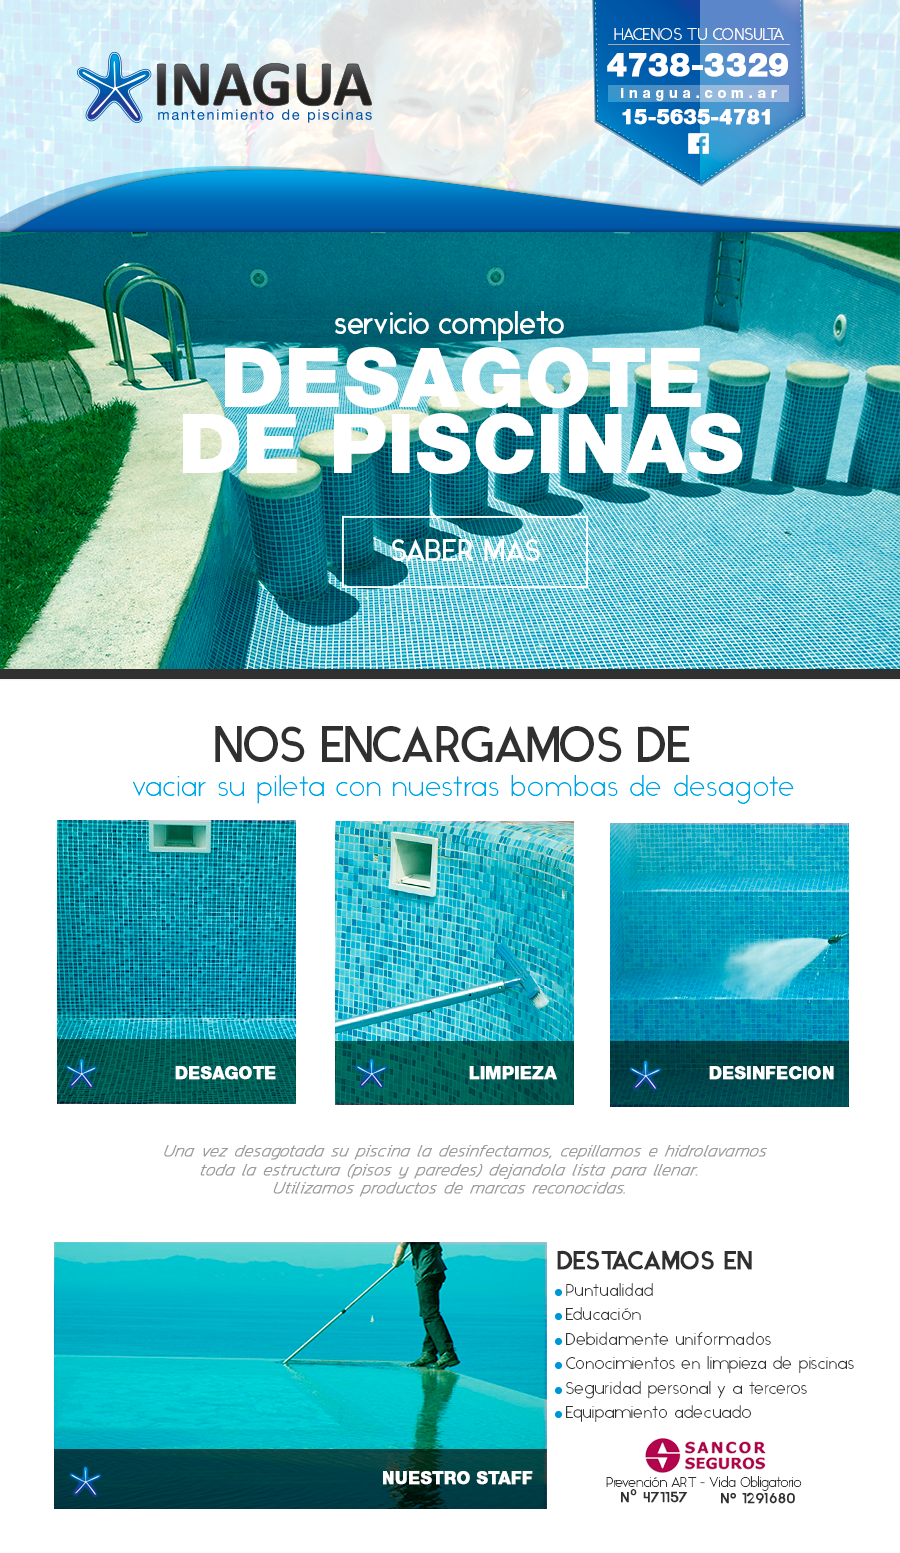 INAGUA
mantenimiento de piscinas
HACENOS TU CONSULTA
4738-3329
inagua.com.ar
15-5635-4781
servicio completo
DESAGOTE
DE PISCINAS
SABER MAS
NOS ENCARGAMOS DE
vaciar su pileta con nuestras bombas de desagote
DESAGOTE
LIMPIEZA
DESINFECION
Una vez desagotada su piscina la desinfectamos, cepillamos e hidrolavamos
toda la estructura (pisos y paredes) dejandola lista para llenar.
Utilizamos productos de marcas reconocidas.
NUESTRO STAFF
DESTACAMOS EN
Puntualidad
Educación
Debidamente uniformados
Conocimientos en limpieza de piscinas
Seguridad personal y a terceros
Equipamiento adecuado
SANCOR
SEGUROS
Prevención ART - Vida Obligatorio
Nº 471157 Nº 1291680